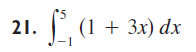 21. ∫_{-1}^{5} (1 + 3x) dx